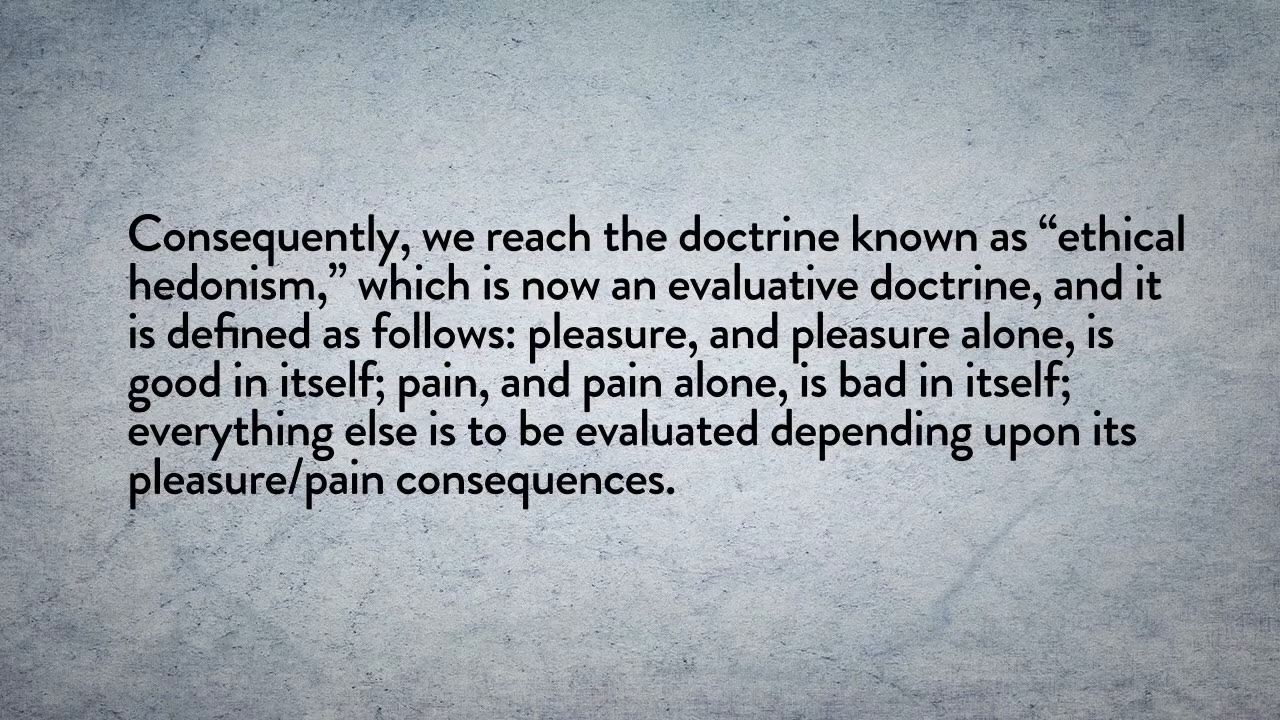 Consequently, we reach the doctrine known as “ethical
hedonism,” which is now an evaluative doctrine, and it
is defined as follows: pleasure, and pleasure alone, is
good in itself; pain, and pain alone, is bad in itself;
everything else is to be evaluated depending upon its
pleasure/pain consequences.